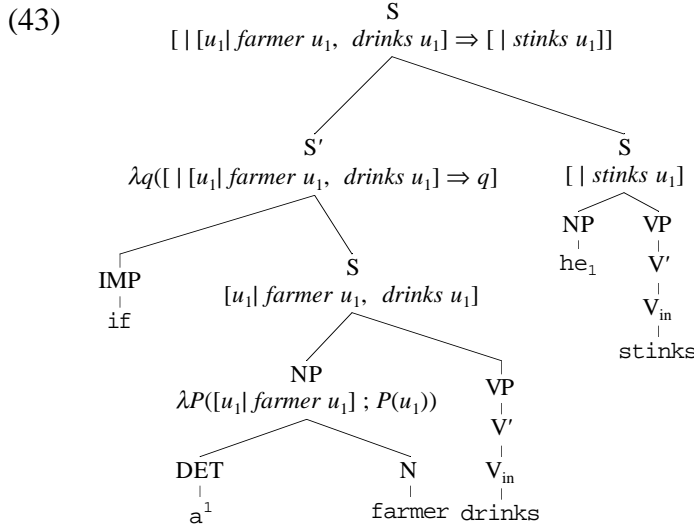 (43)
S
[ | [u₁| farmer u₁, drinks u₁] ⇒ [ | stinks u₁]]
S′ S
λq([ | [u₁| farmer u₁, drinks u₁] ⇒ q] [ | stinks u₁]
NP VP
IMP S he₁ V′
if [u₁| farmer u₁, drinks u₁] V_in
stinks
NP VP
λP([u₁| farmer u₁] ; P(u₁)) V′
DET N V_in
a¹ farmer drinks